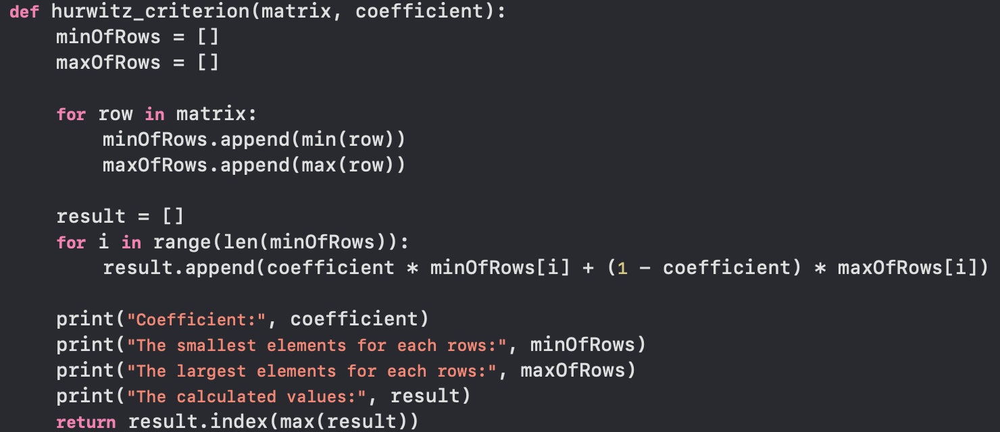 def hurwitz_criterion(matrix, coefficient):
    minOfRows = []
    maxOfRows = []

    for row in matrix:
        minOfRows.append(min(row))
        maxOfRows.append(max(row))

    result = []
    for i in range(len(minOfRows)):
        result.append(coefficient * minOfRows[i] + (1 - coefficient) * maxOfRows[i])

    print("Coefficient:", coefficient)
    print("The smallest elements for each rows:", minOfRows)
    print("The largest elements for each rows:", maxOfRows)
    print("The calculated values:", result)
    return result.index(max(result))